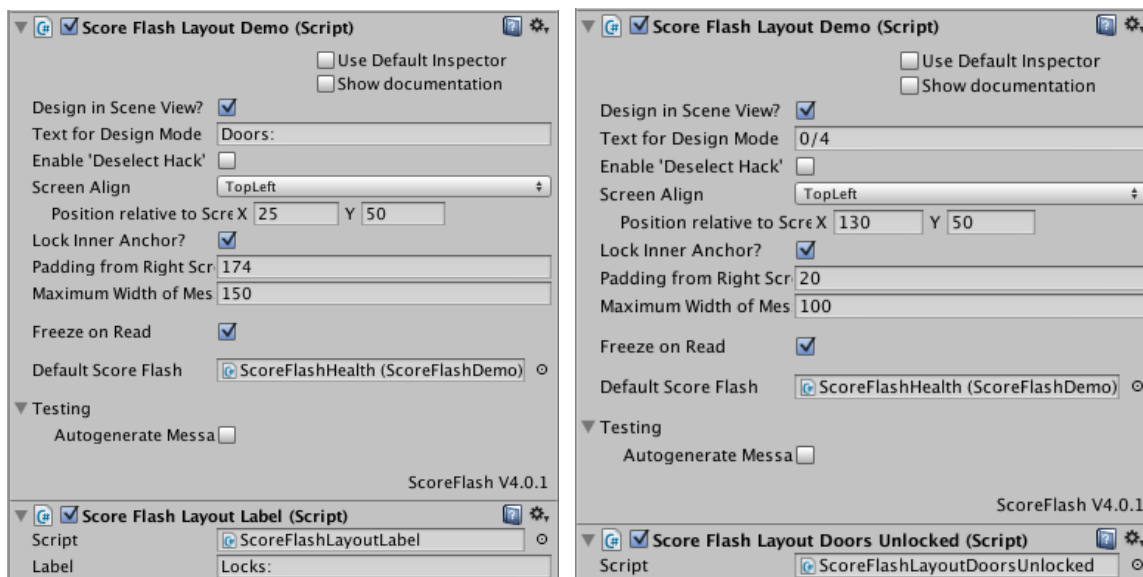 Score Flash Layout Demo (Script)
Use Default Inspector
Show documentation
Design in Scene View?
Text for Design Mode Doors:
Enable 'Deselect Hack'
Screen Align TopLeft
Position relative to Scre X 25 Y 50
Lock Inner Anchor?
Padding from Right Scr 174
Maximum Width of Mes 150
Freeze on Read
Default Score Flash ScoreFlashHealth (ScoreFlashDemo)
Testing
Autogenerate Messa
ScoreFlash V4.0.1
Score Flash Layout Label (Script)
Script ScoreFlashLayoutLabel
Label Locks:
Score Flash Layout Demo (Script)
Use Default Inspector
Show documentation
Design in Scene View?
Text for Design Mode 0/4
Enable 'Deselect Hack'
Screen Align TopLeft
Position relative to Scre X 130 Y 50
Lock Inner Anchor?
Padding from Right Scr 20
Maximum Width of Mes 100
Freeze on Read
Default Score Flash ScoreFlashHealth (ScoreFlashDemo)
Testing
Autogenerate Messa
ScoreFlash V4.0.1
Score Flash Layout Doors Unlocked (Script)
Script ScoreFlashLayoutDoorsUnlocked